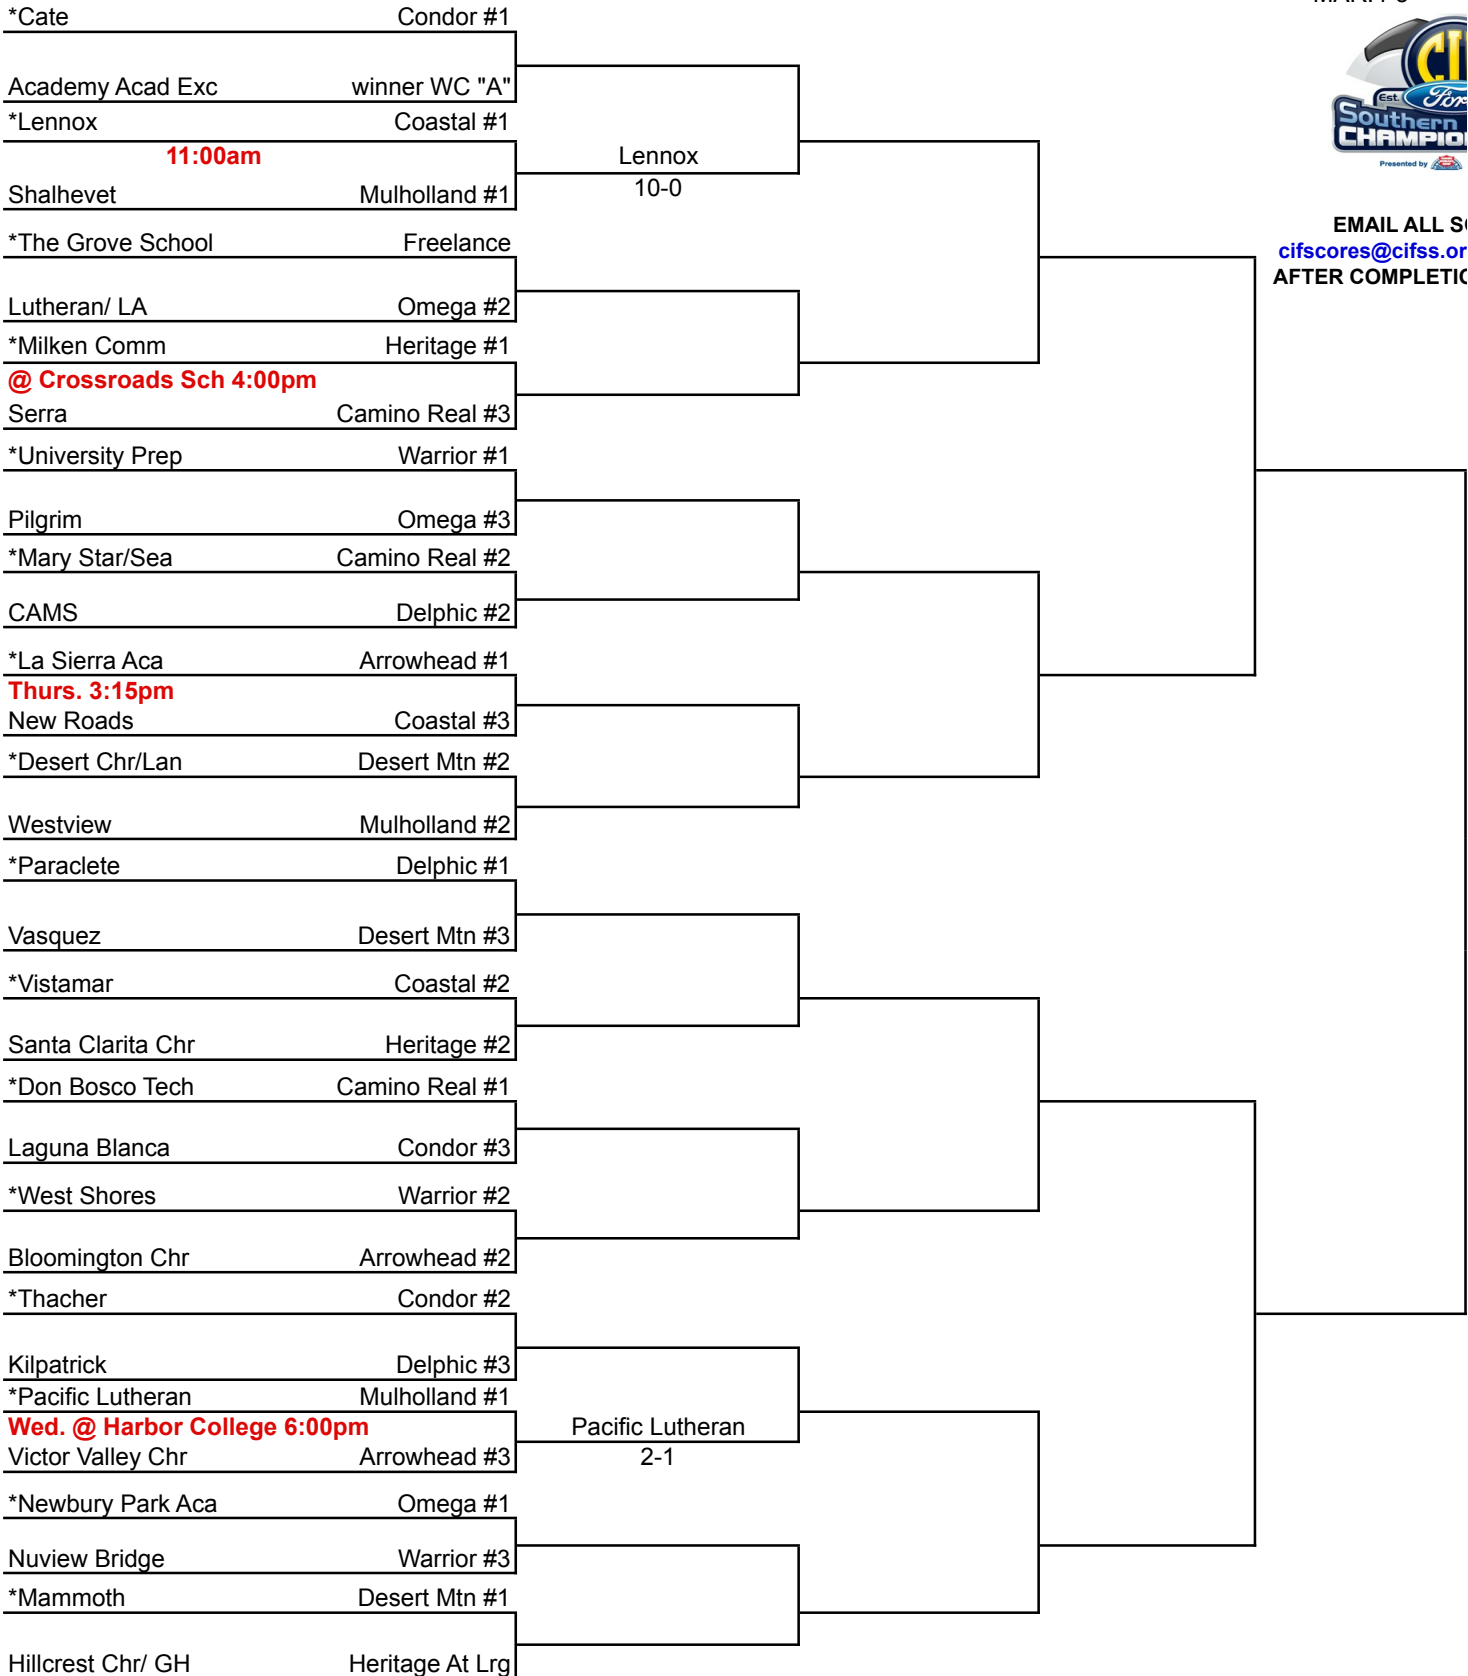 *Cate Condor #1
Academy Acad Exc winner WC "A"
*Lennox Coastal #1
11:00am
Lennox
10-0
Shalhevet Mulholland #1
*The Grove School Freelance
Lutheran/ LA Omega #2
*Milken Comm Heritage #1
@ Crossroads Sch 4:00pm
Serra Camino Real #3
*University Prep Warrior #1
Pilgrim Omega #3
*Mary Star/Sea Camino Real #2
CAMS Delphic #2
*La Sierra Aca Arrowhead #1
Thurs. 3:15pm
New Roads Coastal #3
*Desert Chr/Lan Desert Mtn #2
Westview Mulholland #2
*Paraclete Delphic #1
Vasquez Desert Mtn #3
*Vistamar Coastal #2
Santa Clarita Chr Heritage #2
*Don Bosco Tech Camino Real #1
Laguna Blanca Condor #3
*West Shores Warrior #2
Bloomington Chr Arrowhead #2
*Thacher Condor #2
Kilpatrick Delphic #3
*Pacific Lutheran Mulholland #1
Wed. @ Harbor College 6:00pm
Pacific Lutheran
2-1
Victor Valley Chr Arrowhead #3
*Newbury Park Aca Omega #1
Nuview Bridge Warrior #3
*Mammoth Desert Mtn #1
Hillcrest Chr/ GH Heritage At Lrg
CI
Est.
Ford
Southern
CHAMPIO
Presented by
EMAIL ALL S
cifscores@cifss.or
AFTER COMPLETI